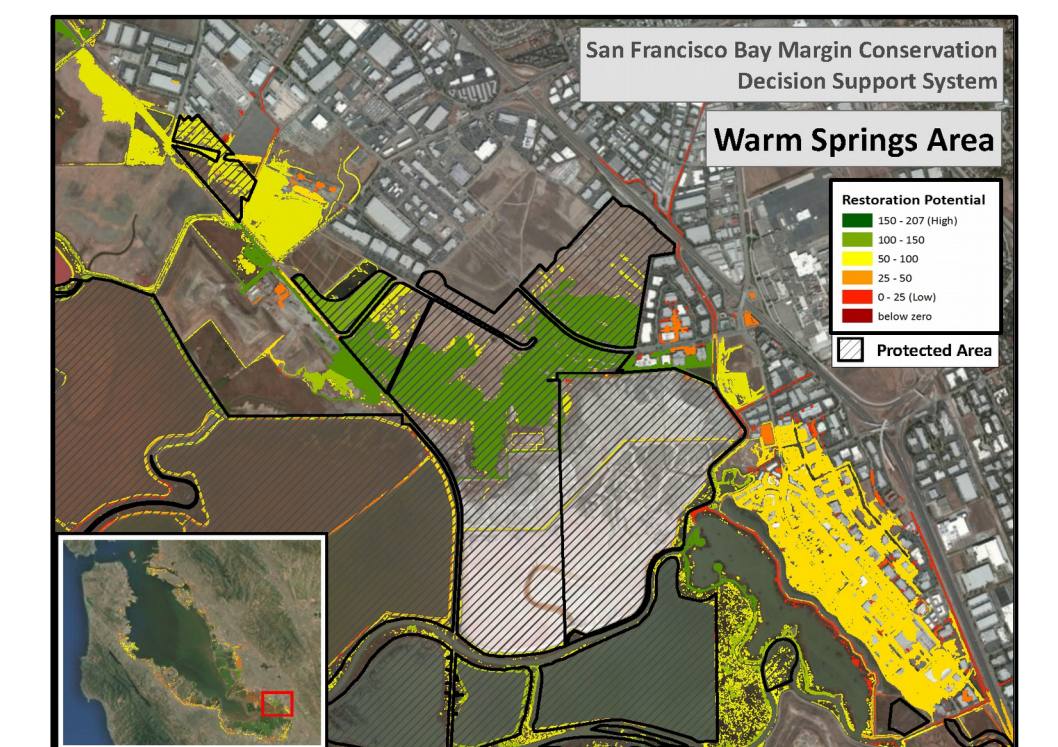 San Francisco Bay Margin Conservation
Decision Support System
Warm Springs Area
Restoration Potential
150 - 207 (High)
100 - 150
50 - 100
25 - 50
0 - 25 (Low)
below zero
Protected Area